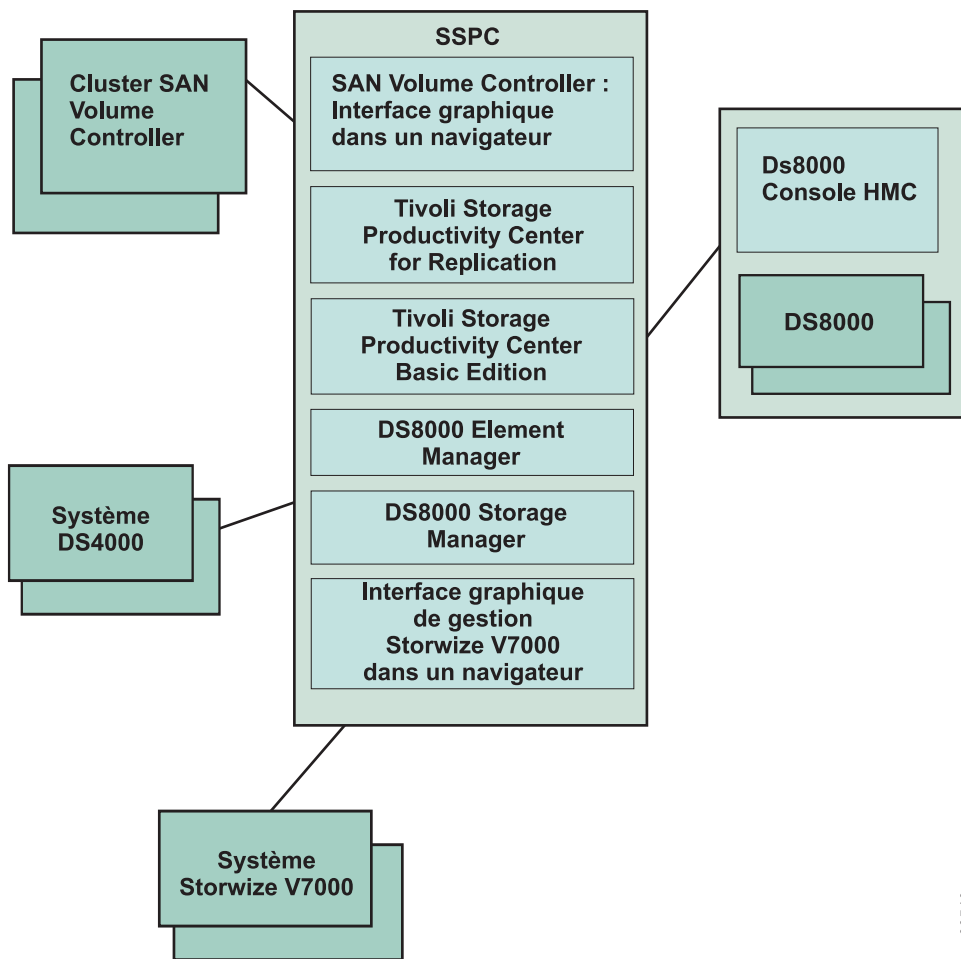 SSPC
Cluster SAN
Volume
Controller
SAN Volume Controller :
Interface graphique
dans un navigateur
Ds8000
Console HMC
Tivoli Storage
Productivity Center
for Replication
Tivoli Storage
Productivity Center
Basic Edition
DS8000
DS8000 Element
Manager
Système
DS4000
DS8000 Storage
Manager
Interface graphique
de gestion
Storwize V7000
dans un navigateur
Système
Storwize V7000